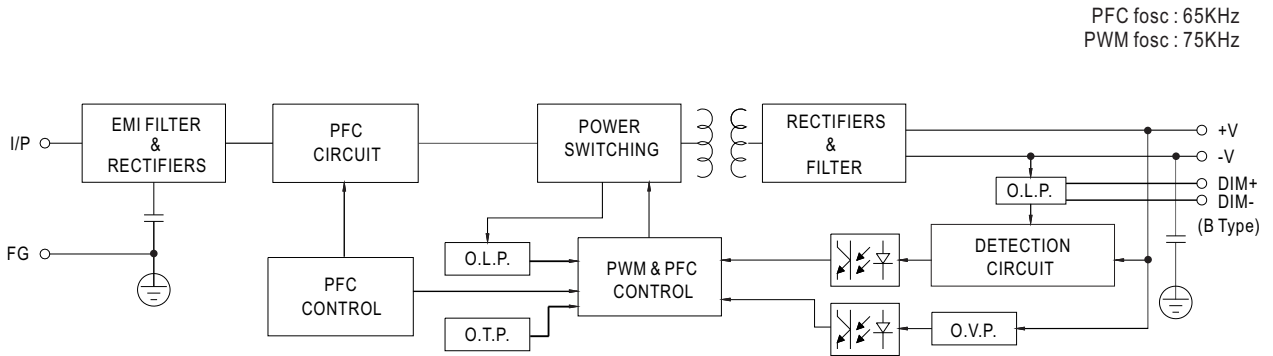 PFC fosc : 65KHz
PWM fosc : 75KHz
I/P
EMI FILTER
&
RECTIFIERS
PFC
CIRCUIT
POWER
SWITCHING
RECTIFIERS
&
FILTER
+V
-V
DIM+
DIM-
(B Type)
O.L.P.
FG
O.L.P.
PFC
CONTROL
PWM & PFC
CONTROL
DETECTION
CIRCUIT
O.T.P.
O.V.P.